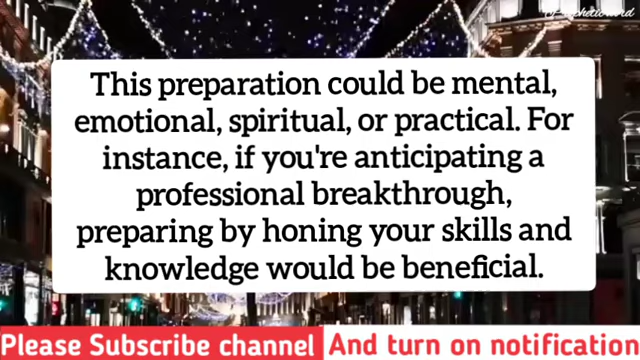 This preparation could be mental,
emotional, spiritual, or practical. For
instance, if you're anticipating a
professional breakthrough,
preparing by honing your skills and
knowledge would be beneficial.
Please Subscribe channel And turn on notification